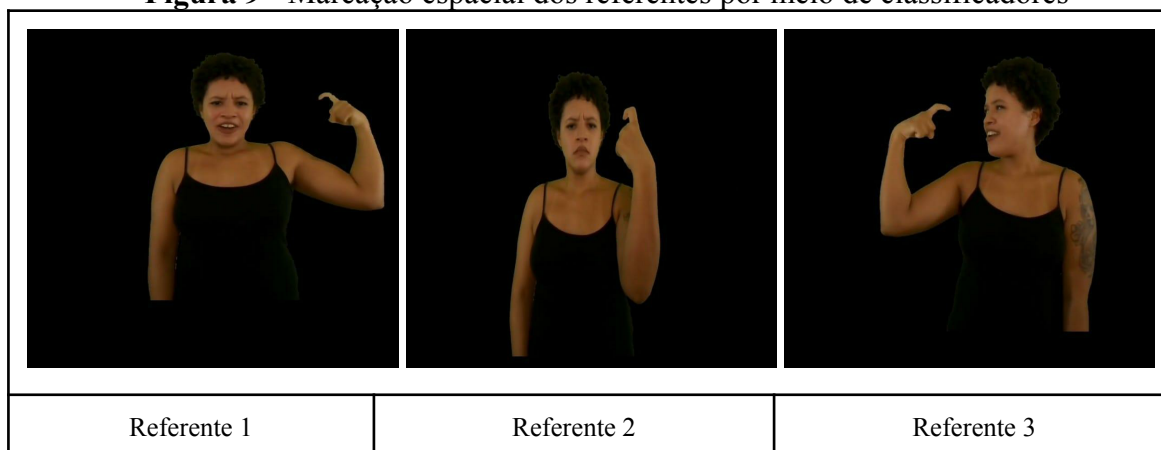 Figura 9 - Marcação espacial dos referentes por meio de classificadores
Referente 1 Referente 2 Referente 3